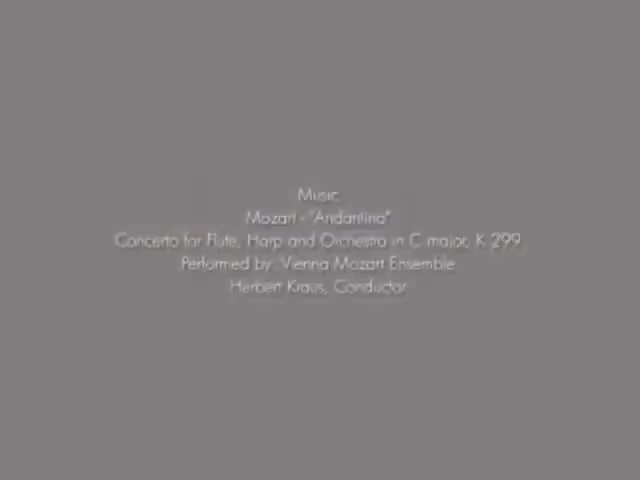 Music
Mozart - "Andantino"
Concerto for Flute, Harp and Orchestra in C major, K 299
Performed by: Vienna Mozart Ensemble
Herbert Kraus, Conductor